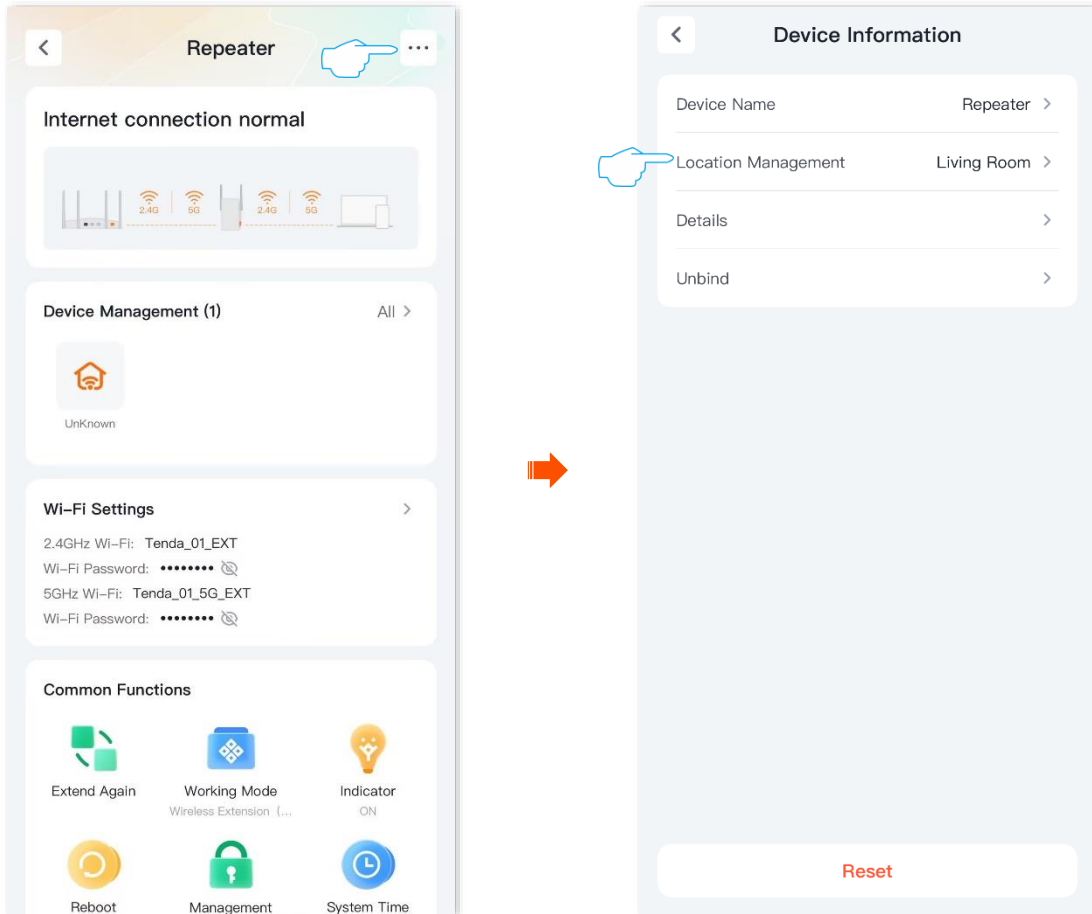 Repeater
Internet connection normal
2.4G 5G 2.4G 5G
Device Management (1) All
UnKnown
Wi-Fi Settings
2.4GHz Wi-Fi: Tenda_01_EXT
Wi-Fi Password: ••••••••
5GHz Wi-Fi: Tenda_01_5G_EXT
Wi-Fi Password: ••••••••
Common Functions
Extend Again Working Mode Indicator
Wireless Extension (... ON
Reboot Management System Time
Device Information
Device Name Repeater
Location Management Living Room
Details
Unbind
Reset